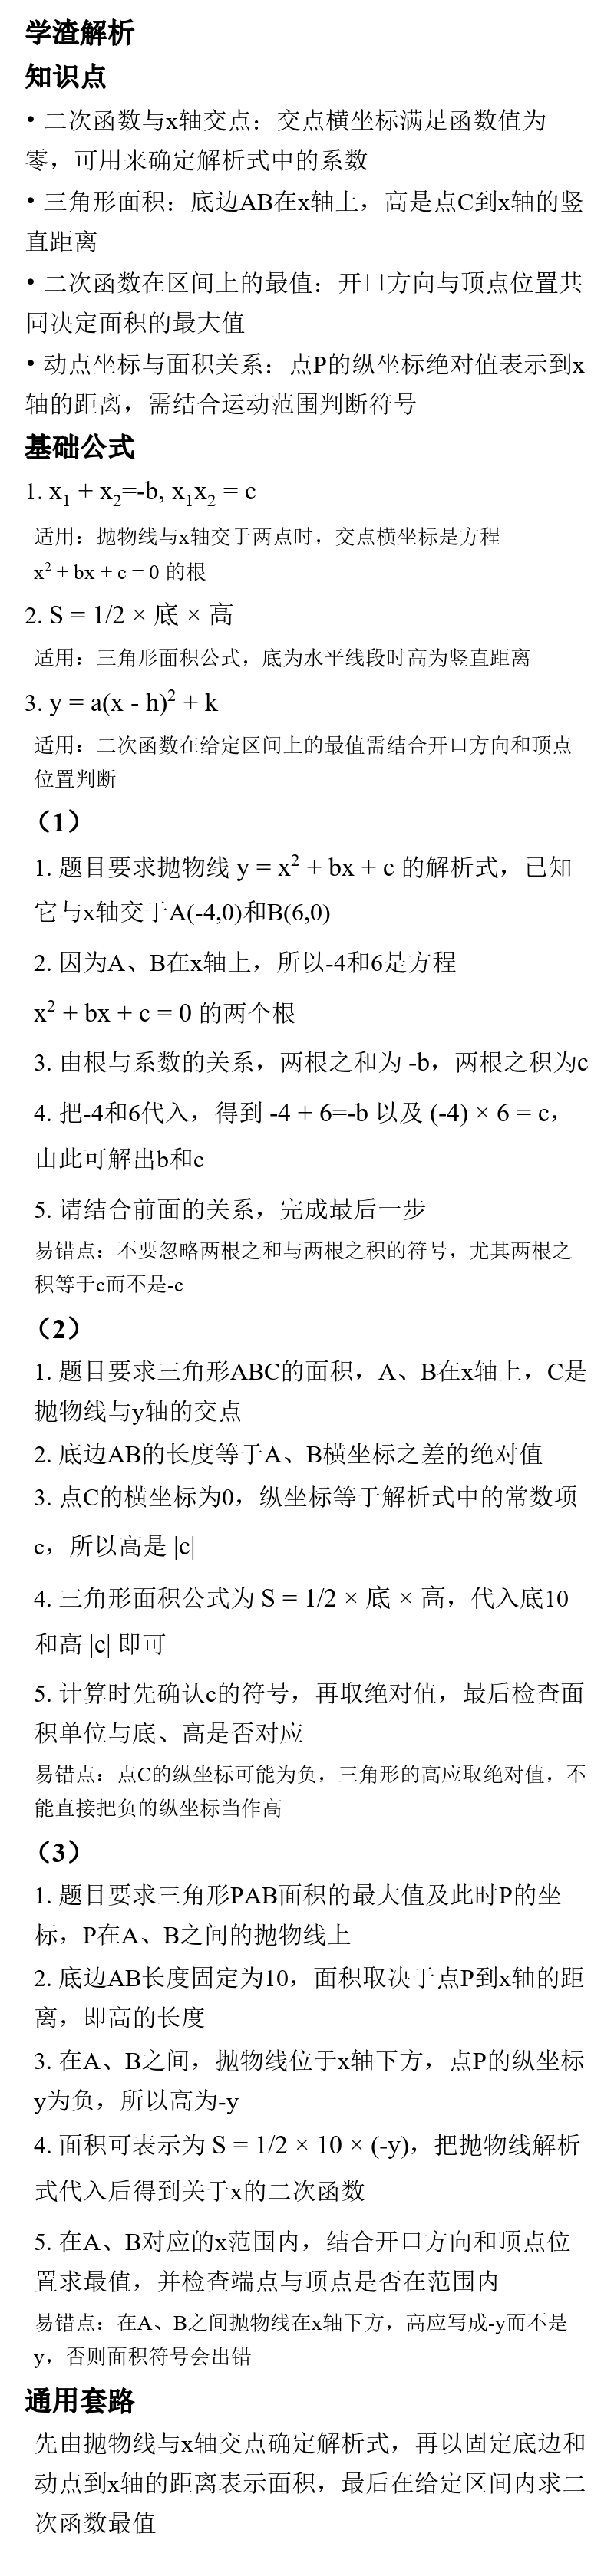 学渣解析
知识点
• 二次函数与x轴交点：交点横坐标满足函数值为
零，可用来确定解析式中的系数
• 三角形面积：底边AB在x轴上，高是点C到x轴的竖
直距离
• 二次函数在区间上的最值：开口方向与顶点位置共
同决定面积的最大值
• 动点坐标与面积关系：点P的纵坐标绝对值表示到x
轴的距离，需结合运动范围判断符号
基础公式
1. x₁ + x₂=-b, x₁x₂ = c
适用：抛物线与x轴交于两点时，交点横坐标是方程
x² + bx + c = 0 的根
2. S = 1/2 × 底 × 高
适用：三角形面积公式，底为水平线段时高为竖直距离
3. y = a(x - h)² + k
适用：二次函数在给定区间上的最值需结合开口方向和顶点
位置判断
（1）
1. 题目要求抛物线 y = x² + bx + c 的解析式，已知
它与x轴交于A(-4,0)和B(6,0)
2. 因为A、B在x轴上，所以-4和6是方程
x² + bx + c = 0 的两个根
3. 由根与系数的关系，两根之和为 -b，两根之积为c
4. 把-4和6代入，得到 -4 + 6=-b 以及 (-4) × 6 = c，
由此可解出b和c
5. 请结合前面的关系，完成最后一步
易错点：不要忽略两根之和与两根之积的符号，尤其两根之
积等于c而不是-c
（2）
1. 题目要求三角形ABC的面积，A、B在x轴上，C是
抛物线与y轴的交点
2. 底边AB的长度等于A、B横坐标之差的绝对值
3. 点C的横坐标为0，纵坐标等于解析式中的常数项
c，所以高是 |c|
4. 三角形面积公式为 S = 1/2 × 底 × 高，代入底10
和高 |c| 即可
5. 计算时先确认c的符号，再取绝对值，最后检查面
积单位与底、高是否对应
易错点：点C的纵坐标可能为负，三角形的高应取绝对值，不
能直接把负的纵坐标当作高
（3）
1. 题目要求三角形PAB面积的最大值及此时P的坐
标，P在A、B之间的抛物线上
2. 底边AB长度固定为10，面积取决于点P到x轴的距
离，即高的长度
3. 在A、B之间，抛物线位于x轴下方，点P的纵坐标
y为负，所以高为-y
4. 面积可表示为 S = 1/2 × 10 × (-y)，把抛物线解析
式代入后得到关于x的二次函数
5. 在A、B对应的x范围内，结合开口方向和顶点位
置求最值，并检查端点与顶点是否在范围内
易错点：在A、B之间抛物线在x轴下方，高应写成-y而不是
y，否则面积符号会出错
通用套路
先由抛物线与x轴交点确定解析式，再以固定底边和
动点到x轴的距离表示面积，最后在给定区间内求二
次函数最值